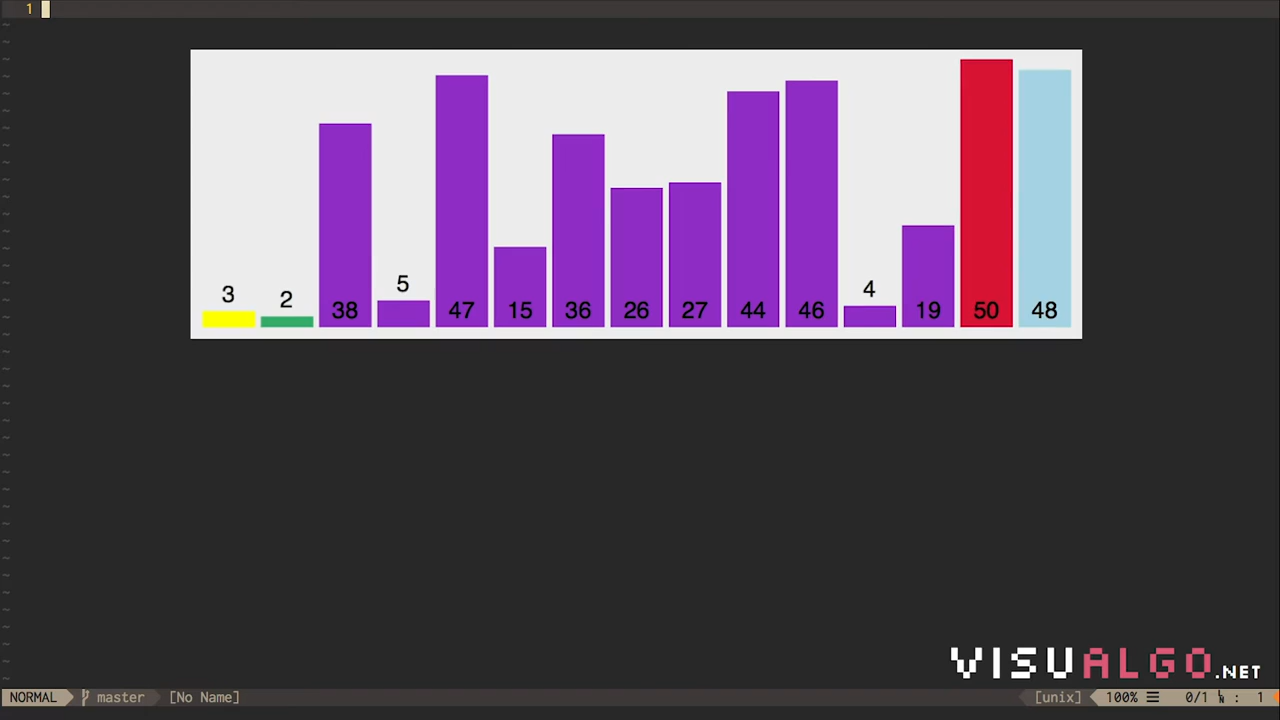 1
3 2 38 5 47 15 36 26 27 44 46 4 19 50 48
VISUALGO.NET
NORMAL master [No Name] [unix] 100% 0/1 : 1